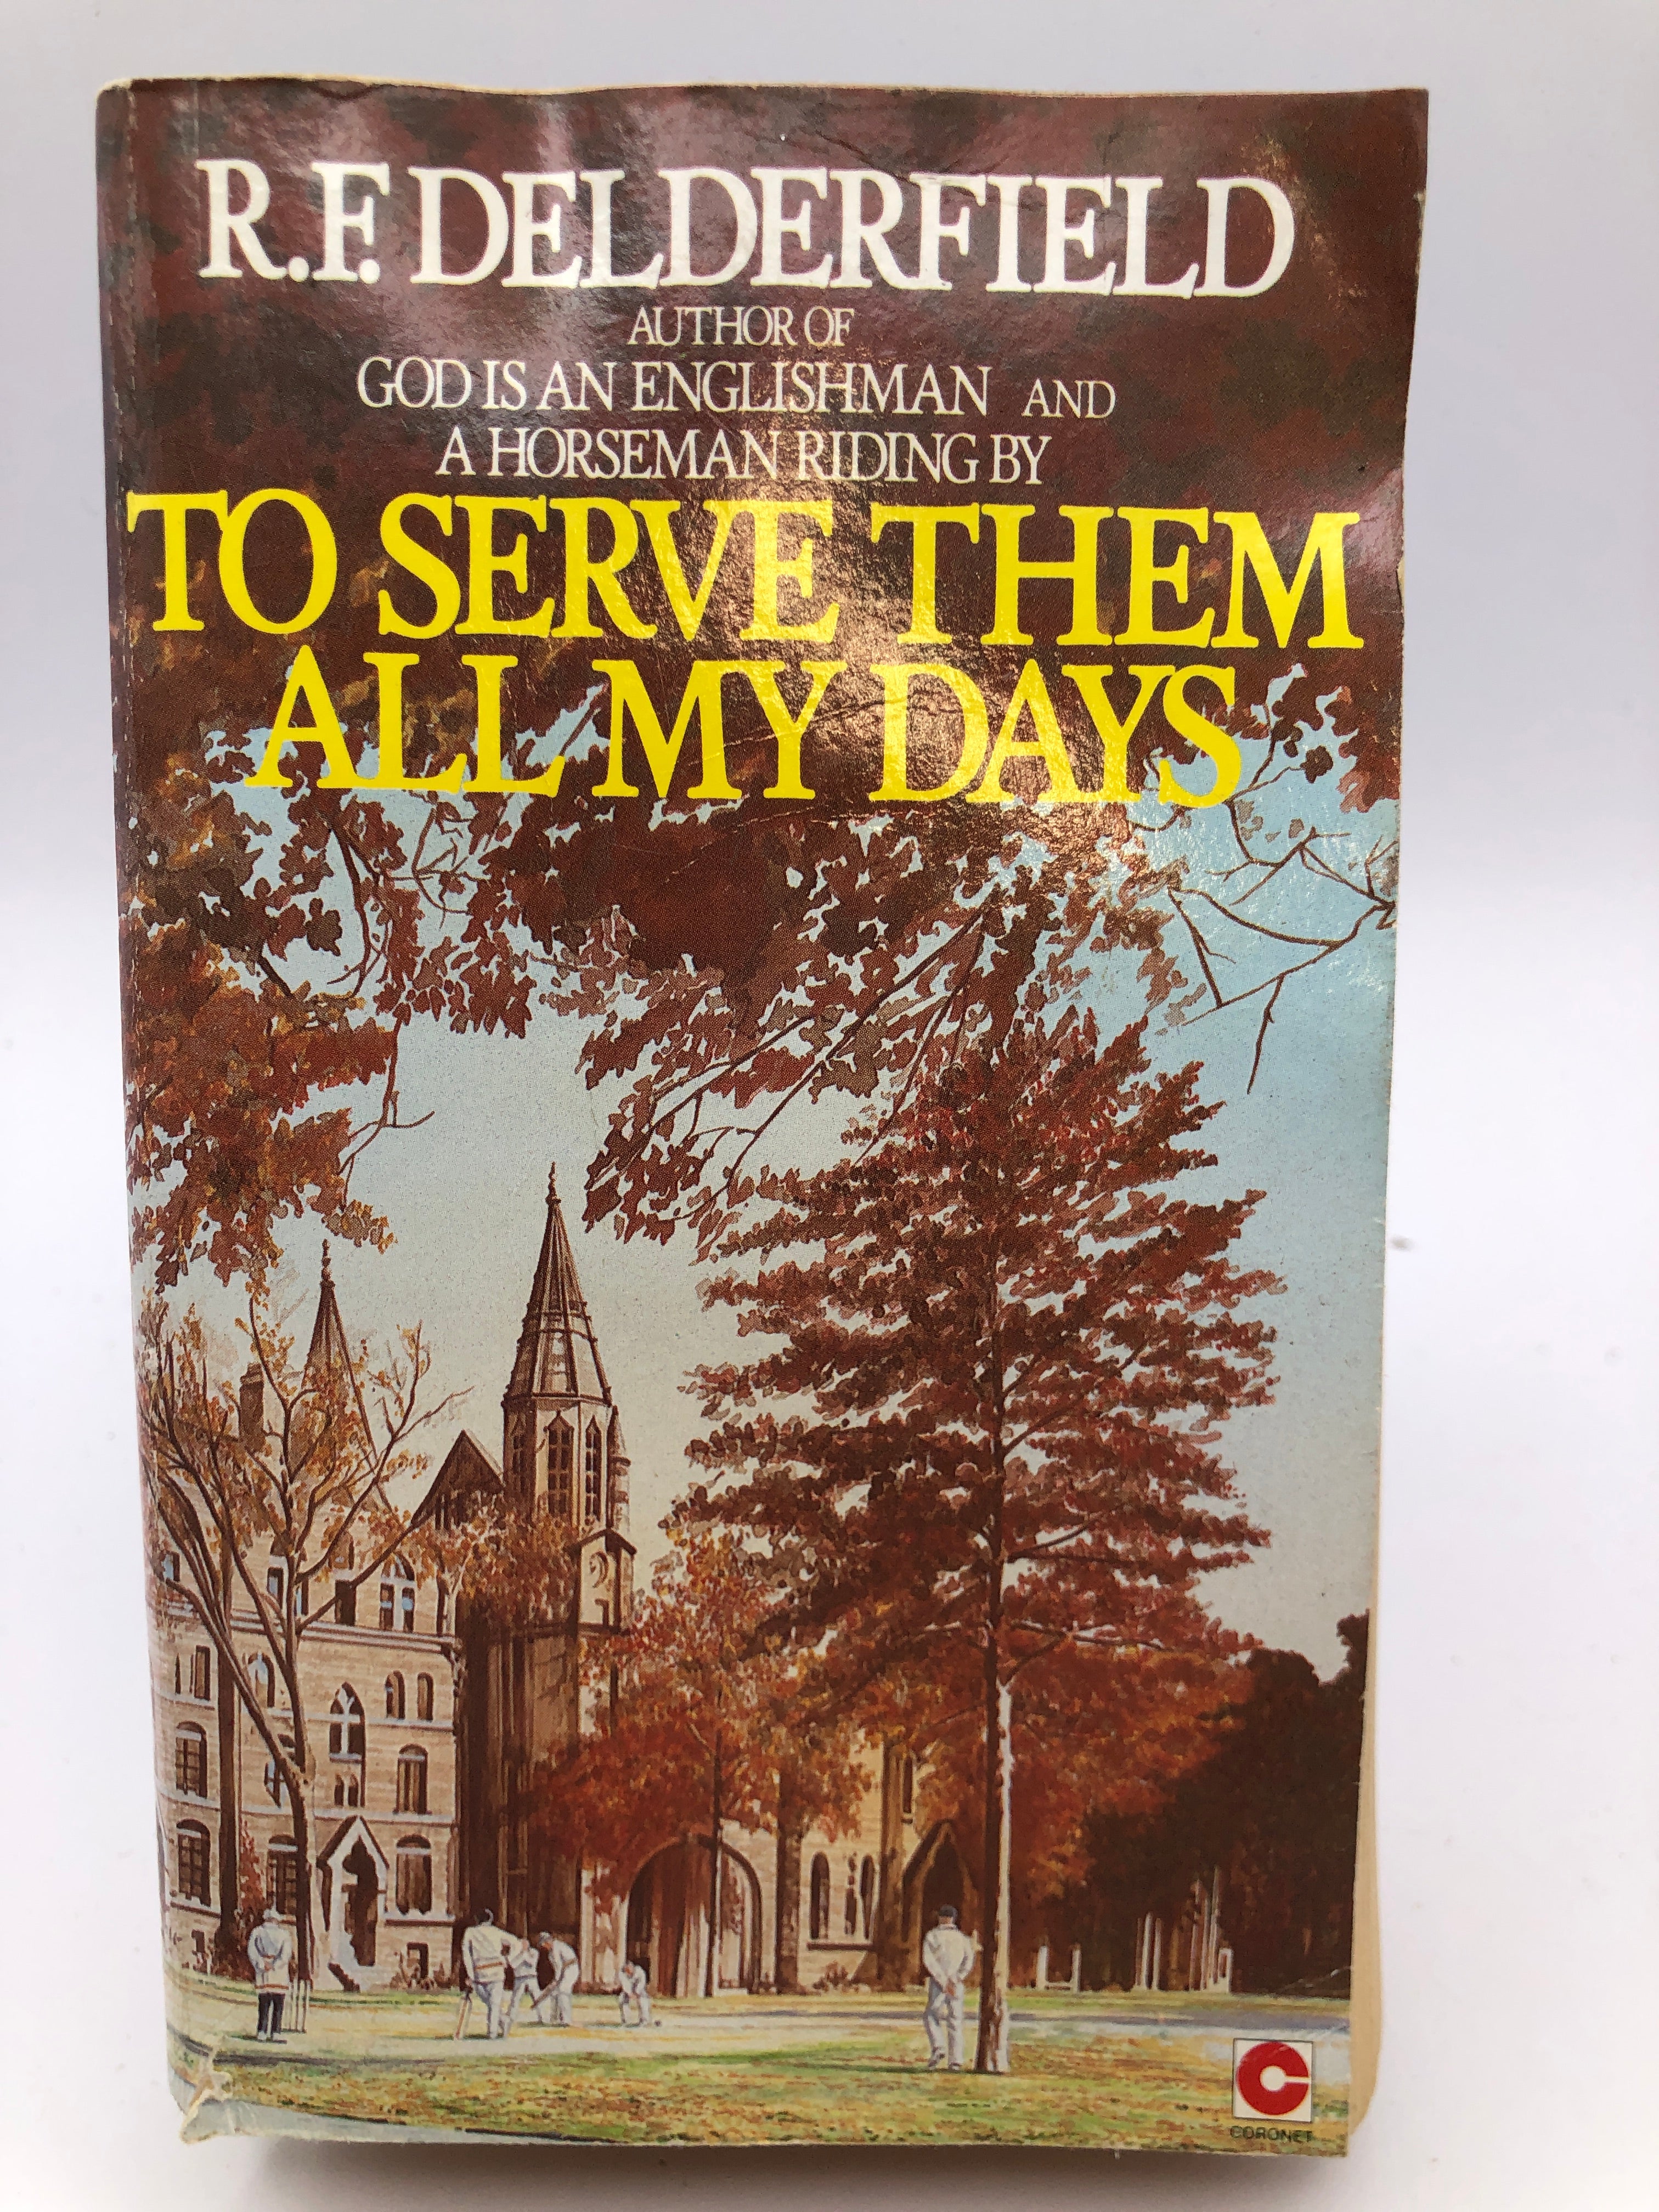 R.F. DELDERFIELD
AUTHOR OF
GOD IS AN ENGLISHMAN AND
A HORSEMAN RIDING BY
TO SERVE THEM
ALL MY DAYS
CORONET